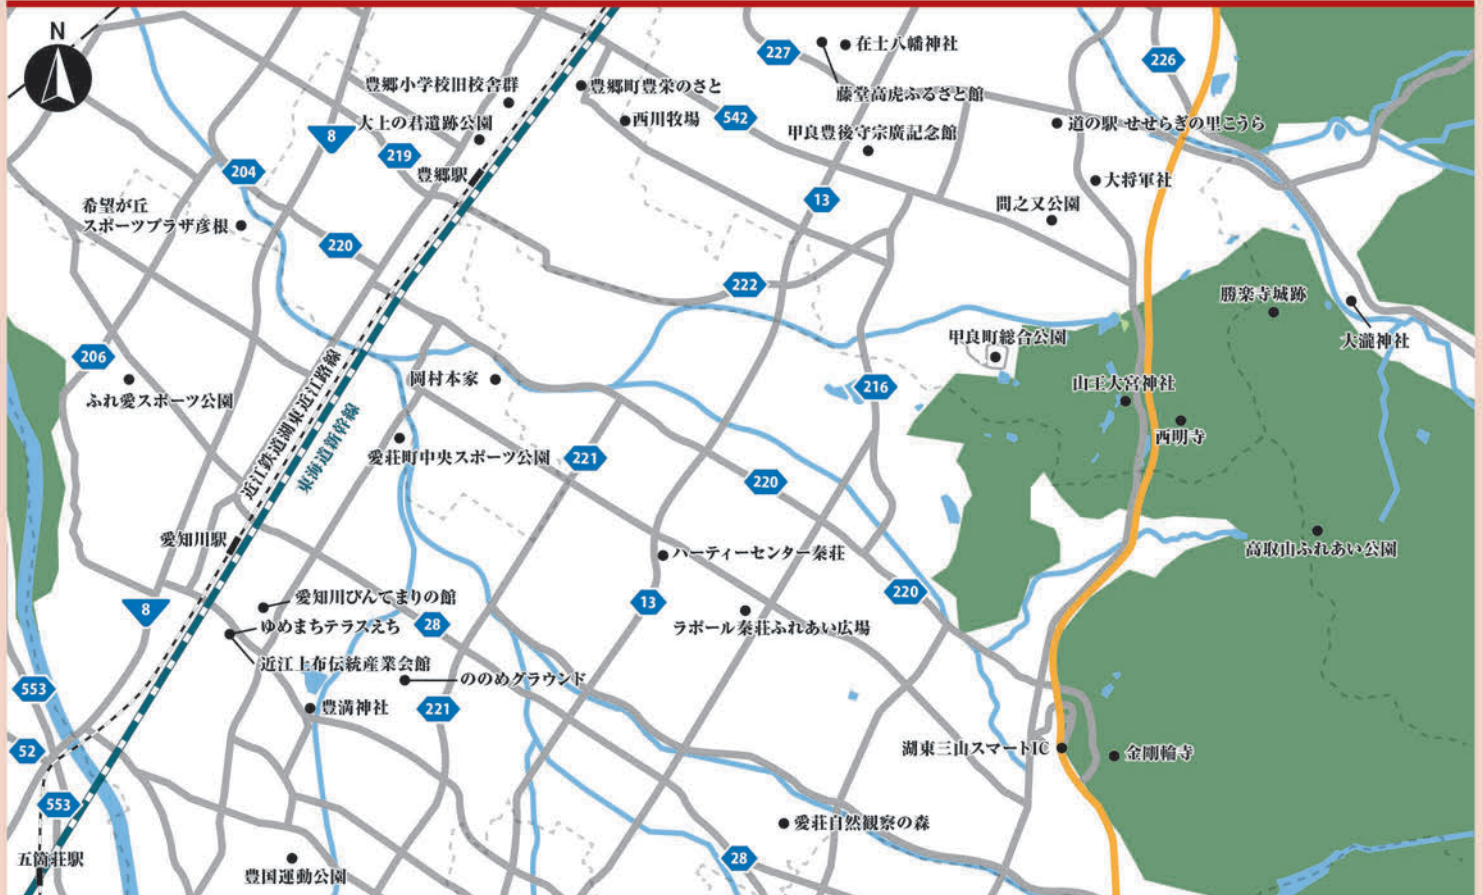 N
227
在士八幡神社
226
豊郷小学校旧校舎群
豊郷町豊栄のさと
藤堂高虎ふるさと館
8
犬上の君遺跡公園
西川牧場
542
甲良豊後守宗廣記念館
道の駅 せせらぎの里こうら
219
204
豊郷駅
大将軍社
希望が丘
スポーツプラザ彦根
13
間之又公園
220
222
勝楽寺城跡
206
甲良町総合公園
大瀧神社
岡村本家
216
山王大宮神社
ふれ愛スポーツ公園
近江鉄道湖東近江路線
東海道新幹線
西明寺
愛荘町中央スポーツ公園
221
220
愛知川駅
ハーティーセンター秦荘
高取山ふれあい公園
8
愛知川びんてまりの館
13
220
ゆめまちテラスえち
28
ラポール秦荘ふれあい広場
近江上布伝統産業会館
ののめグラウンド
553
豊満神社
221
52
湖東三山スマートIC
金剛輪寺
553
愛荘自然観察の森
五箇荘駅
28
豊国運動公園